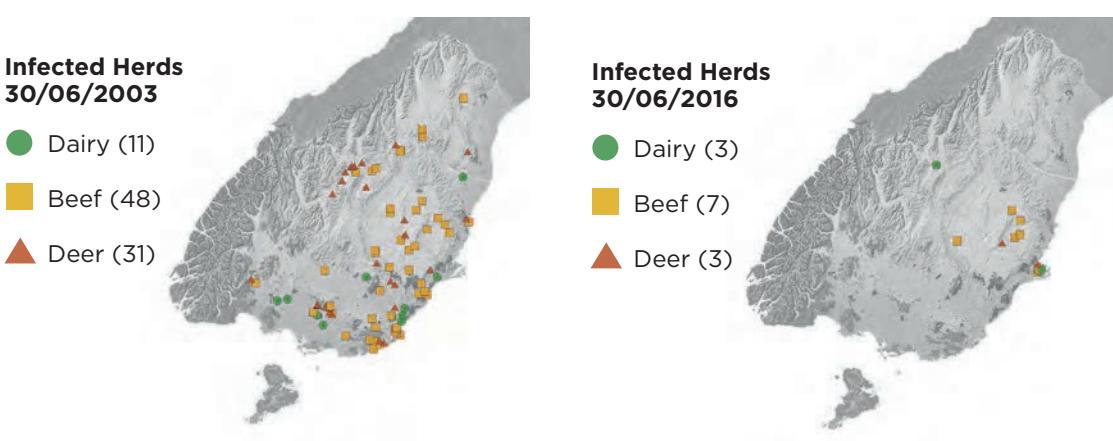 Infected Herds
30/06/2003
Dairy (11)
Beef (48)
Deer (31)
Infected Herds
30/06/2016
Dairy (3)
Beef (7)
Deer (3)